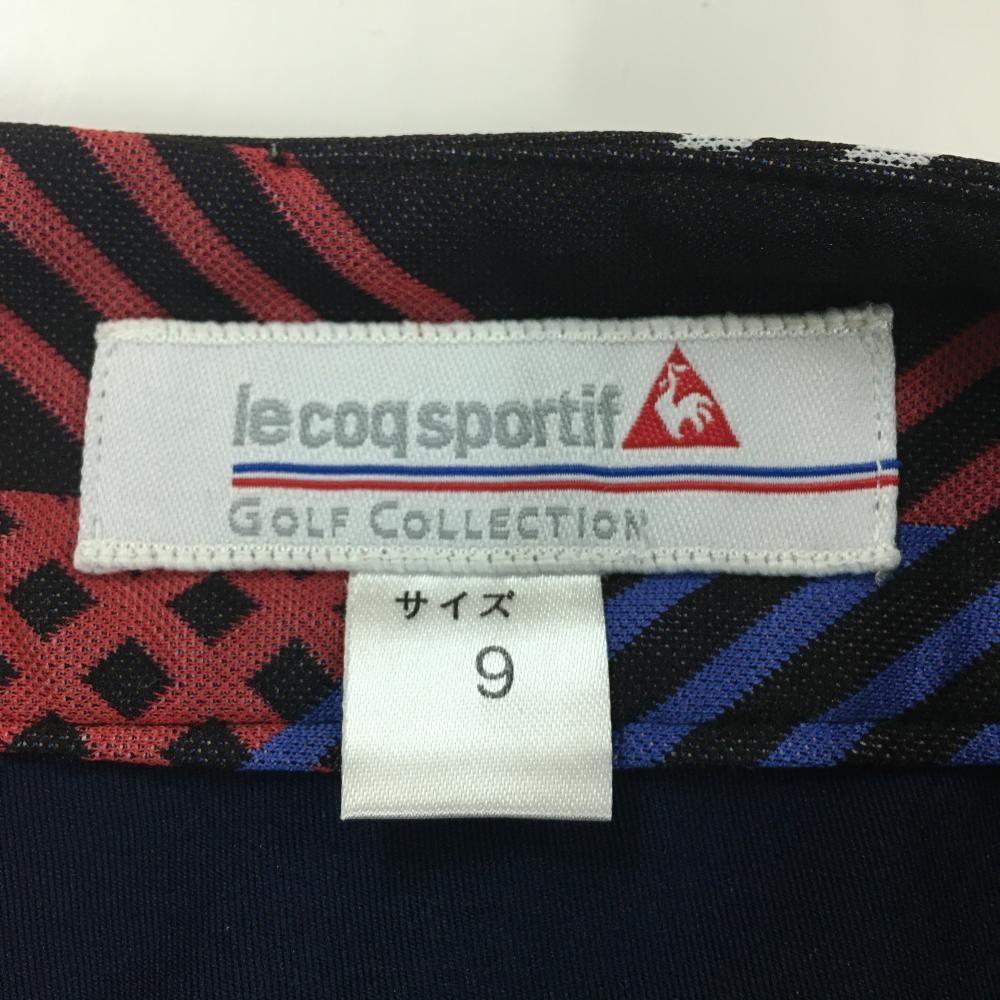 le coq sportif
GOLF COLLECTION
サイズ
9